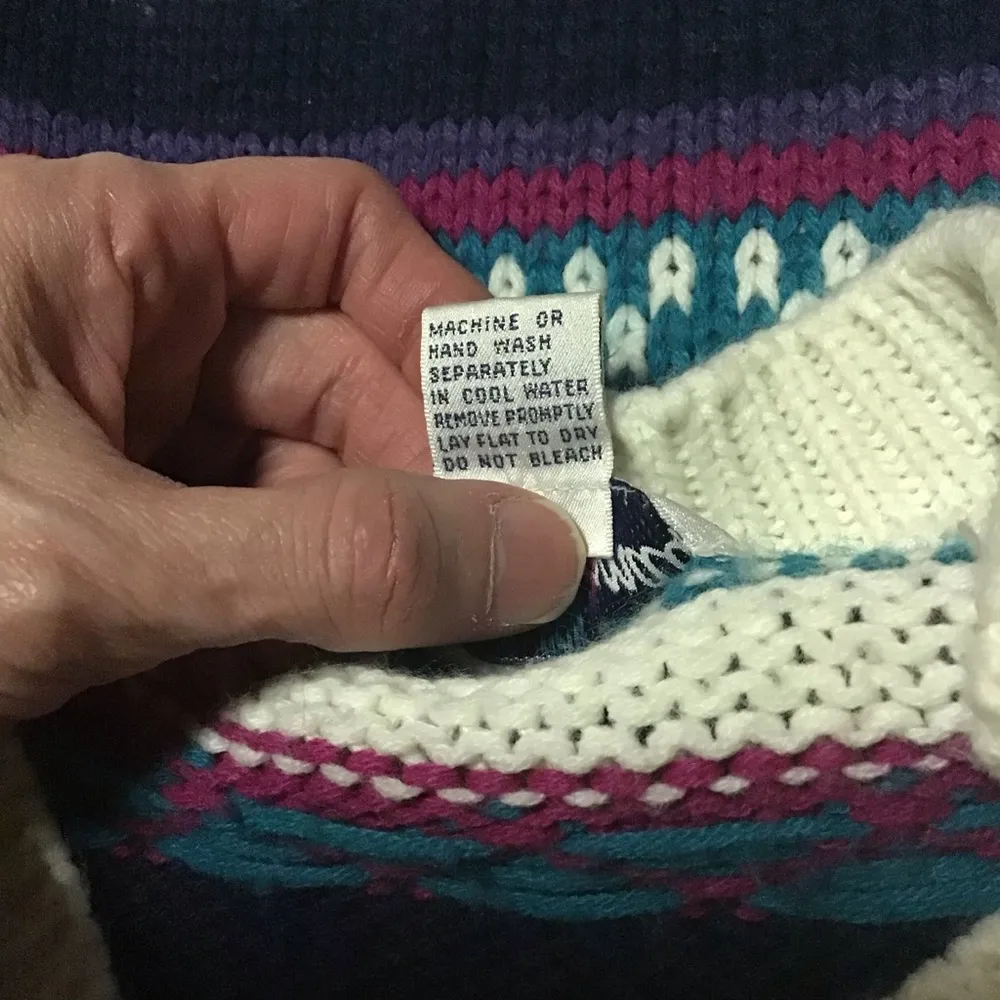 MACHINE OR
HAND WASH
SEPARATELY
IN COOL WATER
REMOVE PROMPTLY
LAY FLAT TO DRY
DO NOT BLEACH